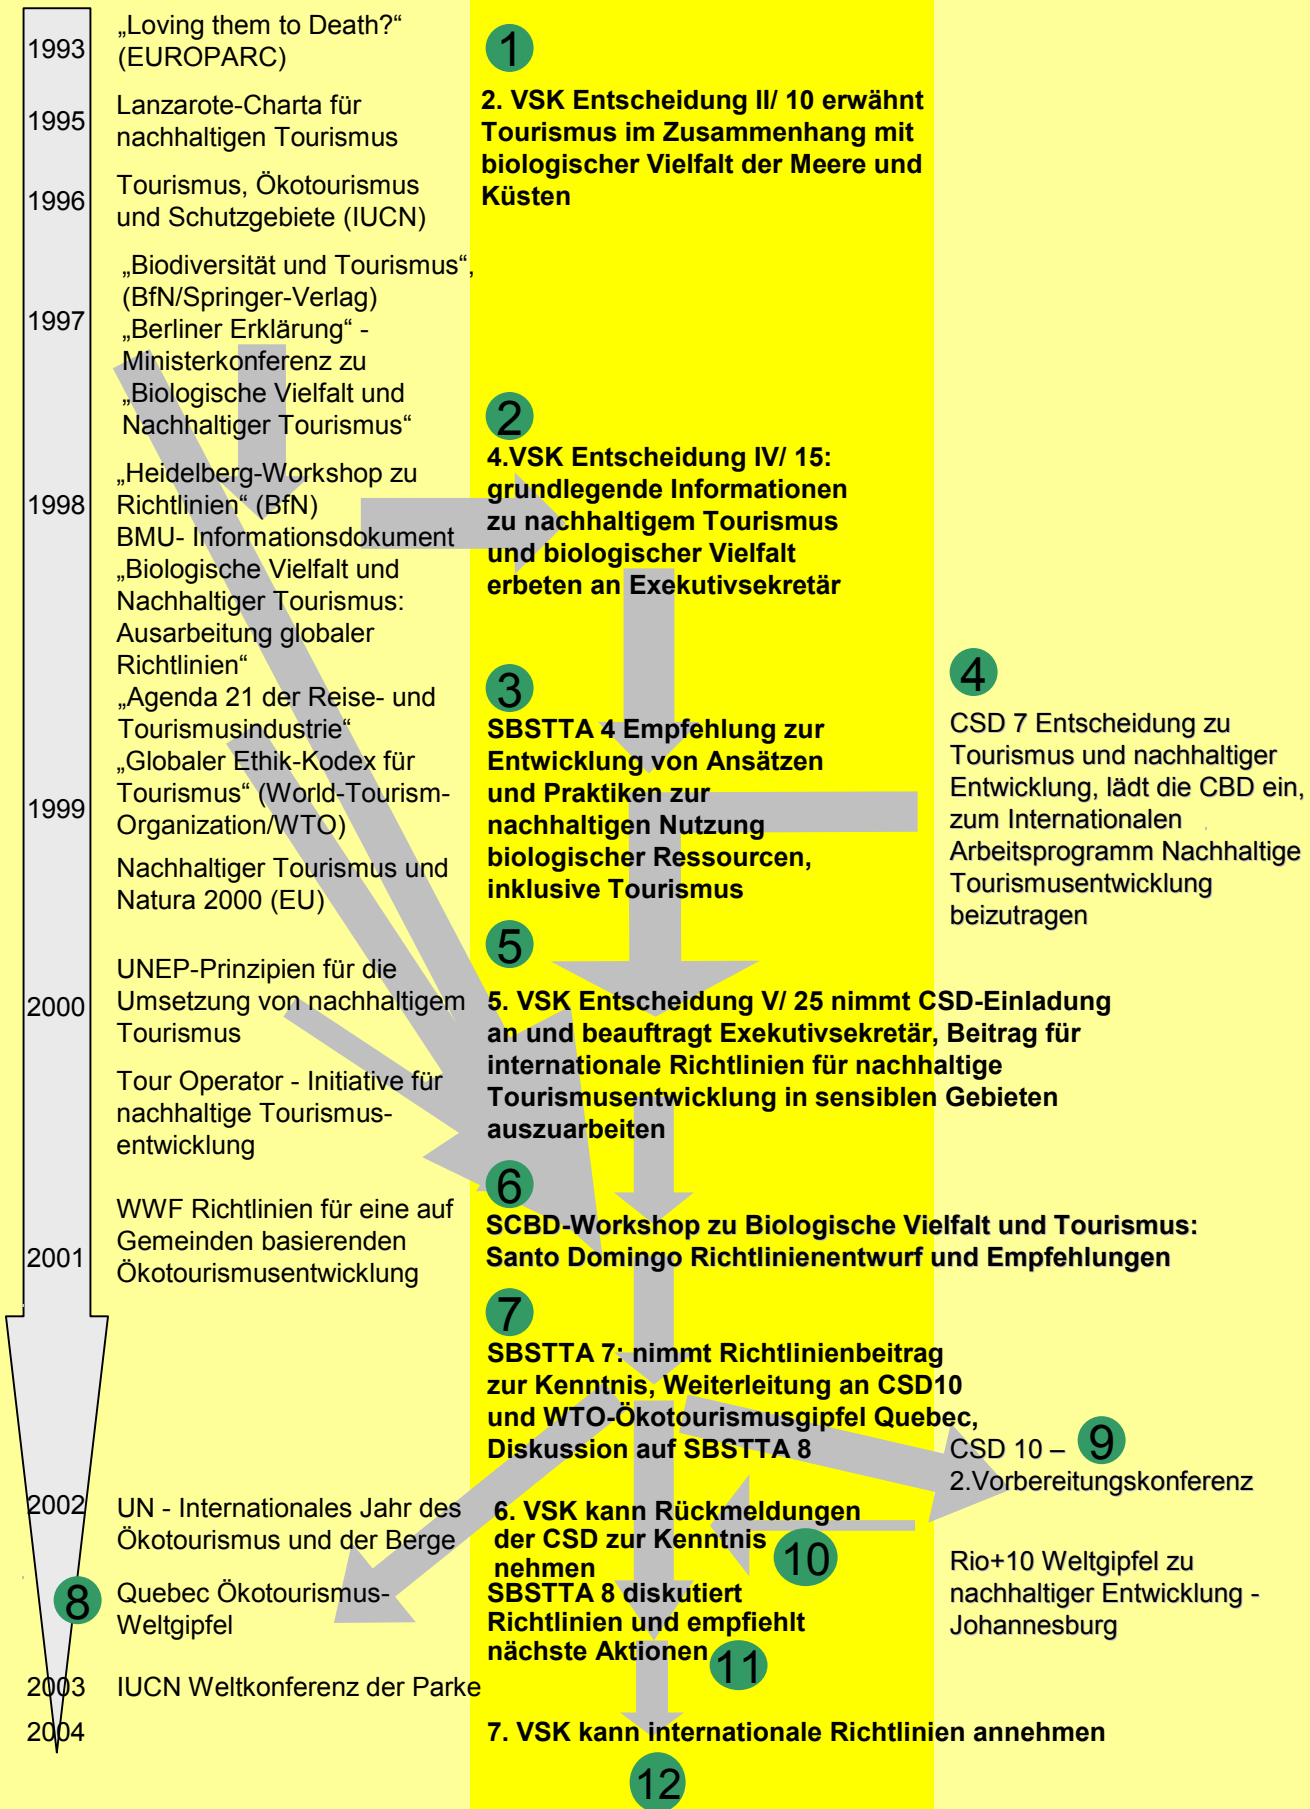 1993
„Loving them to Death?“
(EUROPARC)
1995
Lanzarote-Charta für
nachhaltigen Tourismus
1996
Tourismus, Ökotourismus
und Schutzgebiete (IUCN)
1997
„Biodiversität und Tourismus“,
(BfN/Springer-Verlag)
„Berliner Erklärung“ -
Ministerkonferenz zu
„Biologische Vielfalt und
Nachhaltiger Tourismus“
1998
„Heidelberg-Workshop zu
Richtlinien“ (BfN)
BMU- Informationsdokument
„Biologische Vielfalt und
Nachhaltiger Tourismus:
Ausarbeitung globaler
Richtlinien“
„Agenda 21 der Reise- und
Tourismusindustrie“
1999
„Globaler Ethik-Kodex für
Tourismus“ (World-Tourism-
Organization/WTO)
Nachhaltiger Tourismus und
Natura 2000 (EU)
2000
UNEP-Prinzipien für die
Umsetzung von nachhaltigem
Tourismus
Tour Operator - Initiative für
nachhaltige Tourismus-
entwicklung
2001
WWF Richtlinien für eine auf
Gemeinden basierenden
Ökotourismusentwicklung
2002
UN - Internationales Jahr des
Ökotourismus und der Berge
8
Quebec Ökotourismus-
Weltgipfel
2003
IUCN Weltkonferenz der Parke
2004
1
2. VSK Entscheidung II/ 10 erwähnt
Tourismus im Zusammenhang mit
biologischer Vielfalt der Meere und
Küsten
2
4.VSK Entscheidung IV/ 15:
grundlegende Informationen
zu nachhaltigem Tourismus
und biologischer Vielfalt
erbeten an Exekutivsekretär
3
SBSTTA 4 Empfehlung zur
Entwicklung von Ansätzen
und Praktiken zur
nachhaltigen Nutzung
biologischer Ressourcen,
inklusive Tourismus
4
CSD 7 Entscheidung zu
Tourismus und nachhaltiger
Entwicklung, lädt die CBD ein,
zum Internationalen
Arbeitsprogramm Nachhaltige
Tourismusentwicklung
beizutragen
5
5. VSK Entscheidung V/ 25 nimmt CSD-Einladung
an und beauftragt Exekutivsekretär, Beitrag für
internationale Richtlinien für nachhaltige
Tourismusentwicklung in sensiblen Gebieten
auszuarbeiten
6
SCBD-Workshop zu Biologische Vielfalt und Tourismus:
Santo Domingo Richtlinienentwurf und Empfehlungen
7
SBSTTA 7: nimmt Richtlinienbeitrag
zur Kenntnis, Weiterleitung an CSD10
und WTO-Ökotourismusgipfel Quebec,
Diskussion auf SBSTTA 8
CSD 10 – 9
2.Vorbereitungskonferenz
6. VSK kann Rückmeldungen
der CSD zur Kenntnis
nehmen
10
Rio+10 Weltgipfel zu
nachhaltiger Entwicklung -
Johannesburg
SBSTTA 8 diskutiert
Richtlinien und empfiehlt
nächste Aktionen
11
7. VSK kann internationale Richtlinien annehmen
12